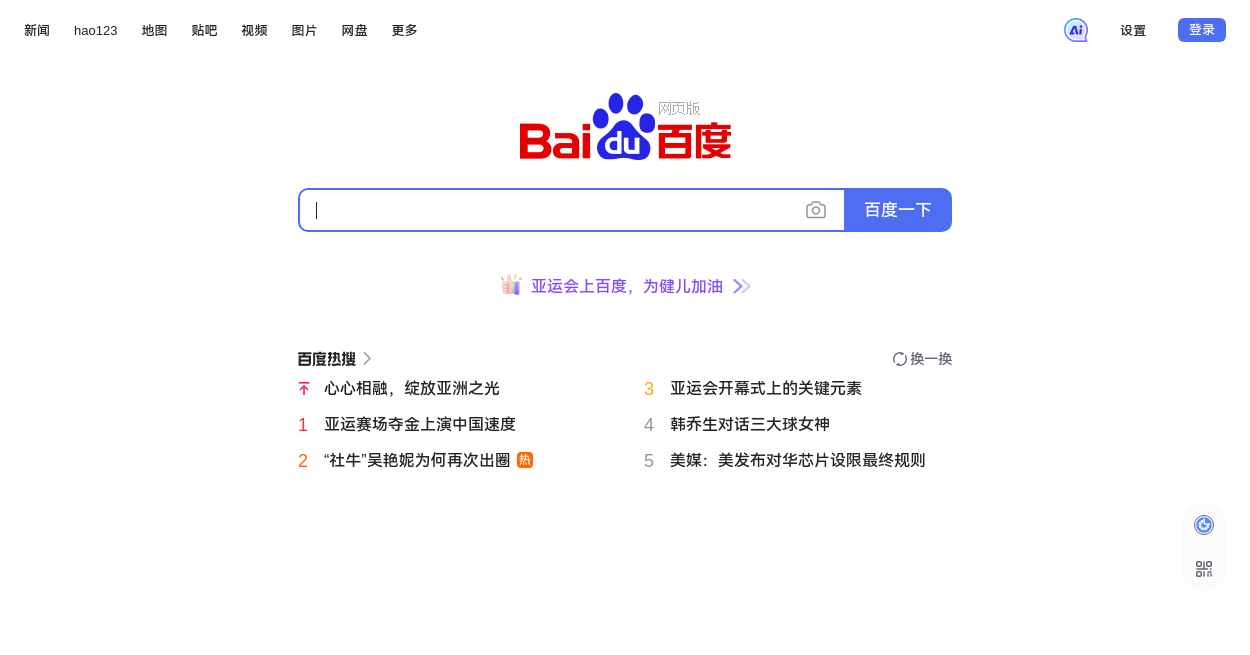 新闻 hao123 地图 贴吧 视频 图片 网盘 更多 Ai 设置 登录
Bai du 百度 网页版
百度一下
亚运会上百度，为健儿加油
百度热搜 换一换
心心相融，绽放亚洲之光
1 亚运赛场夺金上演中国速度
2 “社牛”吴艳妮为何再次出圈 热
3 亚运会开幕式上的关键元素
4 韩乔生对话三大球女神
5 美媒：美发布对华芯片设限最终规则